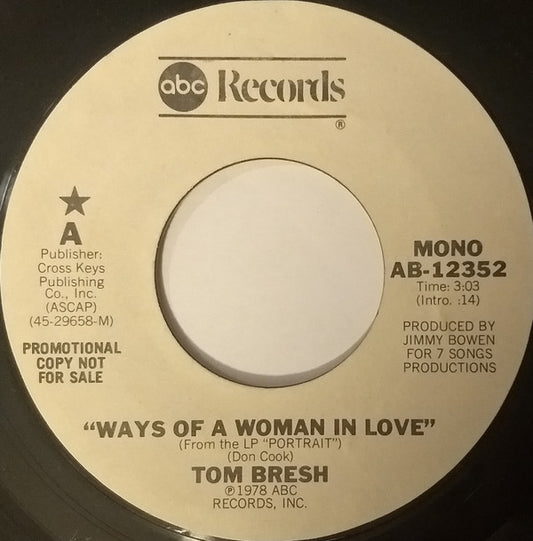 abc Records
®
★
A
Publisher:
Cross Keys
Publishing
Co., Inc.
(ASCAP)
(45-29658-M)
PROMOTIONAL
COPY NOT
FOR SALE
MONO
AB-12352
Time: 3:03
(Intro. :14)
PRODUCED BY
JIMMY BOWEN
FOR 7 SONGS
PRODUCTIONS
"WAYS OF A WOMAN IN LOVE"
(From the LP "PORTRAIT")
(Don Cook)
TOM BRESH
℗1978 ABC
RECORDS, INC.